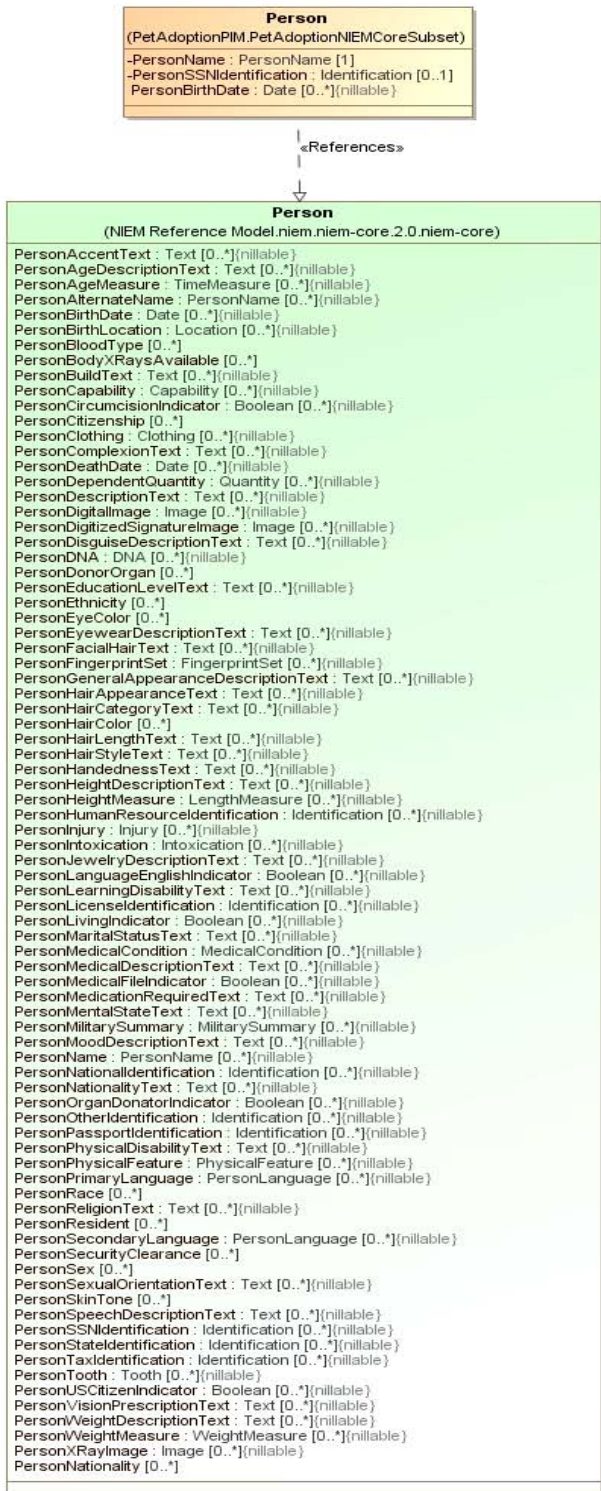 Person
(PetAdoptionPIM.PetAdoptionNIEMCoreSubset)
-PersonName : PersonName [1]
-PersonSSNIdentification : Identification [0..1]
PersonBirthDate : Date [0..*]{nillable}
«References»
Person
(NIEM Reference Model.niem.niem-core.2.0.niem-core)
PersonAccentText : Text [0..*]{nillable}
PersonAgeDescriptionText : Text [0..*]{nillable}
PersonAgeMeasure : TimeMeasure [0..*]{nillable}
PersonAlternateName : PersonName [0..*]{nillable}
PersonBirthDate : Date [0..*]{nillable}
PersonBirthLocation : Location [0..*]{nillable}
PersonBloodType [0..*]
PersonBodyXRaysAvailable [0..*]
PersonBuildText : Text [0..*]{nillable}
PersonCapability : Capability [0..*]{nillable}
PersonCircumcisionIndicator : Boolean [0..*]{nillable}
PersonCitizenship [0..*]
PersonClothing : Clothing [0..*]{nillable}
PersonComplexionText : Text [0..*]{nillable}
PersonDeathDate : Date [0..*]{nillable}
PersonDependentQuantity : Quantity [0..*]{nillable}
PersonDescriptionText : Text [0..*]{nillable}
PersonDigitalImage : Image [0..*]{nillable}
PersonDigitizedSignatureImage : Image [0..*]{nillable}
PersonDisguiseDescriptionText : Text [0..*]{nillable}
PersonDNA : DNA [0..*]{nillable}
PersonDonorOrgan [0..*]
PersonEducationLevelText : Text [0..*]{nillable}
PersonEthnicity [0..*]
PersonEyeColor [0..*]
PersonEyewearDescriptionText : Text [0..*]{nillable}
PersonFacialHairText : Text [0..*]{nillable}
PersonFingerprintSet : FingerprintSet [0..*]{nillable}
PersonGeneralAppearanceDescriptionText : Text [0..*]{nillable}
PersonHairAppearanceText : Text [0..*]{nillable}
PersonHairCategoryText : Text [0..*]{nillable}
PersonHairColor [0..*]
PersonHairLengthText : Text [0..*]{nillable}
PersonHairStyleText : Text [0..*]{nillable}
PersonHandednessText : Text [0..*]{nillable}
PersonHeightDescriptionText : Text [0..*]{nillable}
PersonHeightMeasure : LengthMeasure [0..*]{nillable}
PersonHumanResourceIdentification : Identification [0..*]{nillable}
PersonInjury : Injury [0..*]{nillable}
PersonIntoxication : Intoxication [0..*]{nillable}
PersonJewelryDescriptionText : Text [0..*]{nillable}
PersonLanguageEnglishIndicator : Boolean [0..*]{nillable}
PersonLearningDisabilityText : Text [0..*]{nillable}
PersonLicenseIdentification : Identification [0..*]{nillable}
PersonLivingIndicator : Boolean [0..*]{nillable}
PersonMaritalStatusText : Text [0..*]{nillable}
PersonMedicalCondition : MedicalCondition [0..*]{nillable}
PersonMedicalDescriptionText : Text [0..*]{nillable}
PersonMedicalFileIndicator : Boolean [0..*]{nillable}
PersonMedicationRequiredText : Text [0..*]{nillable}
PersonMentalStateText : Text [0..*]{nillable}
PersonMilitarySummary : MilitarySummary [0..*]{nillable}
PersonMoodDescriptionText : Text [0..*]{nillable}
PersonName : PersonName [0..*]{nillable}
PersonNationalIdentification : Identification [0..*]{nillable}
PersonNationalityText : Text [0..*]{nillable}
PersonOrganDonatorIndicator : Boolean [0..*]{nillable}
PersonOtherIdentification : Identification [0..*]{nillable}
PersonPassportIdentification : Identification [0..*]{nillable}
PersonPhysicalDisabilityText : Text [0..*]{nillable}
PersonPhysicalFeature : PhysicalFeature [0..*]{nillable}
PersonPrimaryLanguage : PersonLanguage [0..*]{nillable}
PersonRace [0..*]
PersonReligionText : Text [0..*]{nillable}
PersonResident [0..*]
PersonSecondaryLanguage : PersonLanguage [0..*]{nillable}
PersonSecurityClearance [0..*]
PersonSex [0..*]
PersonSexualOrientationText : Text [0..*]{nillable}
PersonSkinTone [0..*]
PersonSpeechDescriptionText : Text [0..*]{nillable}
PersonSSNIdentification : Identification [0..*]{nillable}
PersonStateIdentification : Identification [0..*]{nillable}
PersonTaxIdentification : Identification [0..*]{nillable}
PersonTooth : Tooth [0..*]{nillable}
PersonUSCitizenIndicator : Boolean [0..*]{nillable}
PersonVisionPrescriptionText : Text [0..*]{nillable}
PersonWeightDescriptionText : Text [0..*]{nillable}
PersonWeightMeasure : WeightMeasure [0..*]{nillable}
PersonXRayImage : Image [0..*]{nillable}
PersonNationality [0..*]